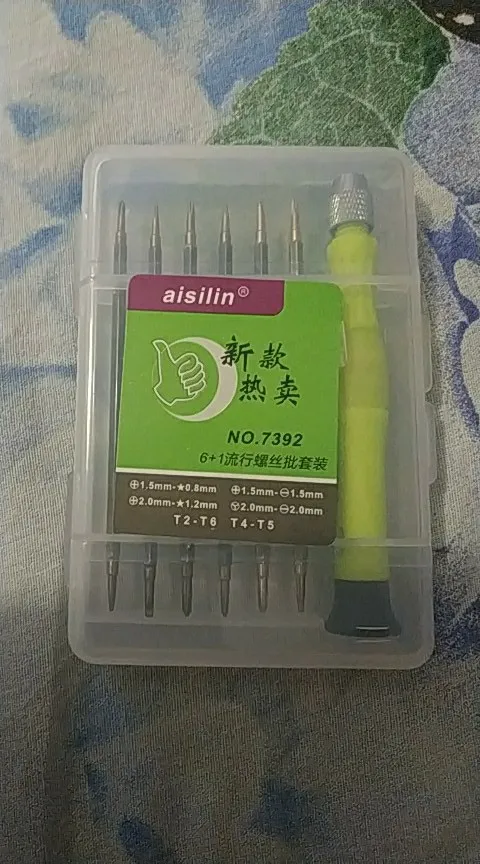 aisilin®
新款
热卖
NO.7392
6+1流行螺丝批套装
⊕1.5mm-★0.8mm ⊕1.5mm-⊖1.5mm
⊕2.0mm-★1.2mm Ⓨ2.0mm-⊖2.0mm
T2-T6 T4-T5